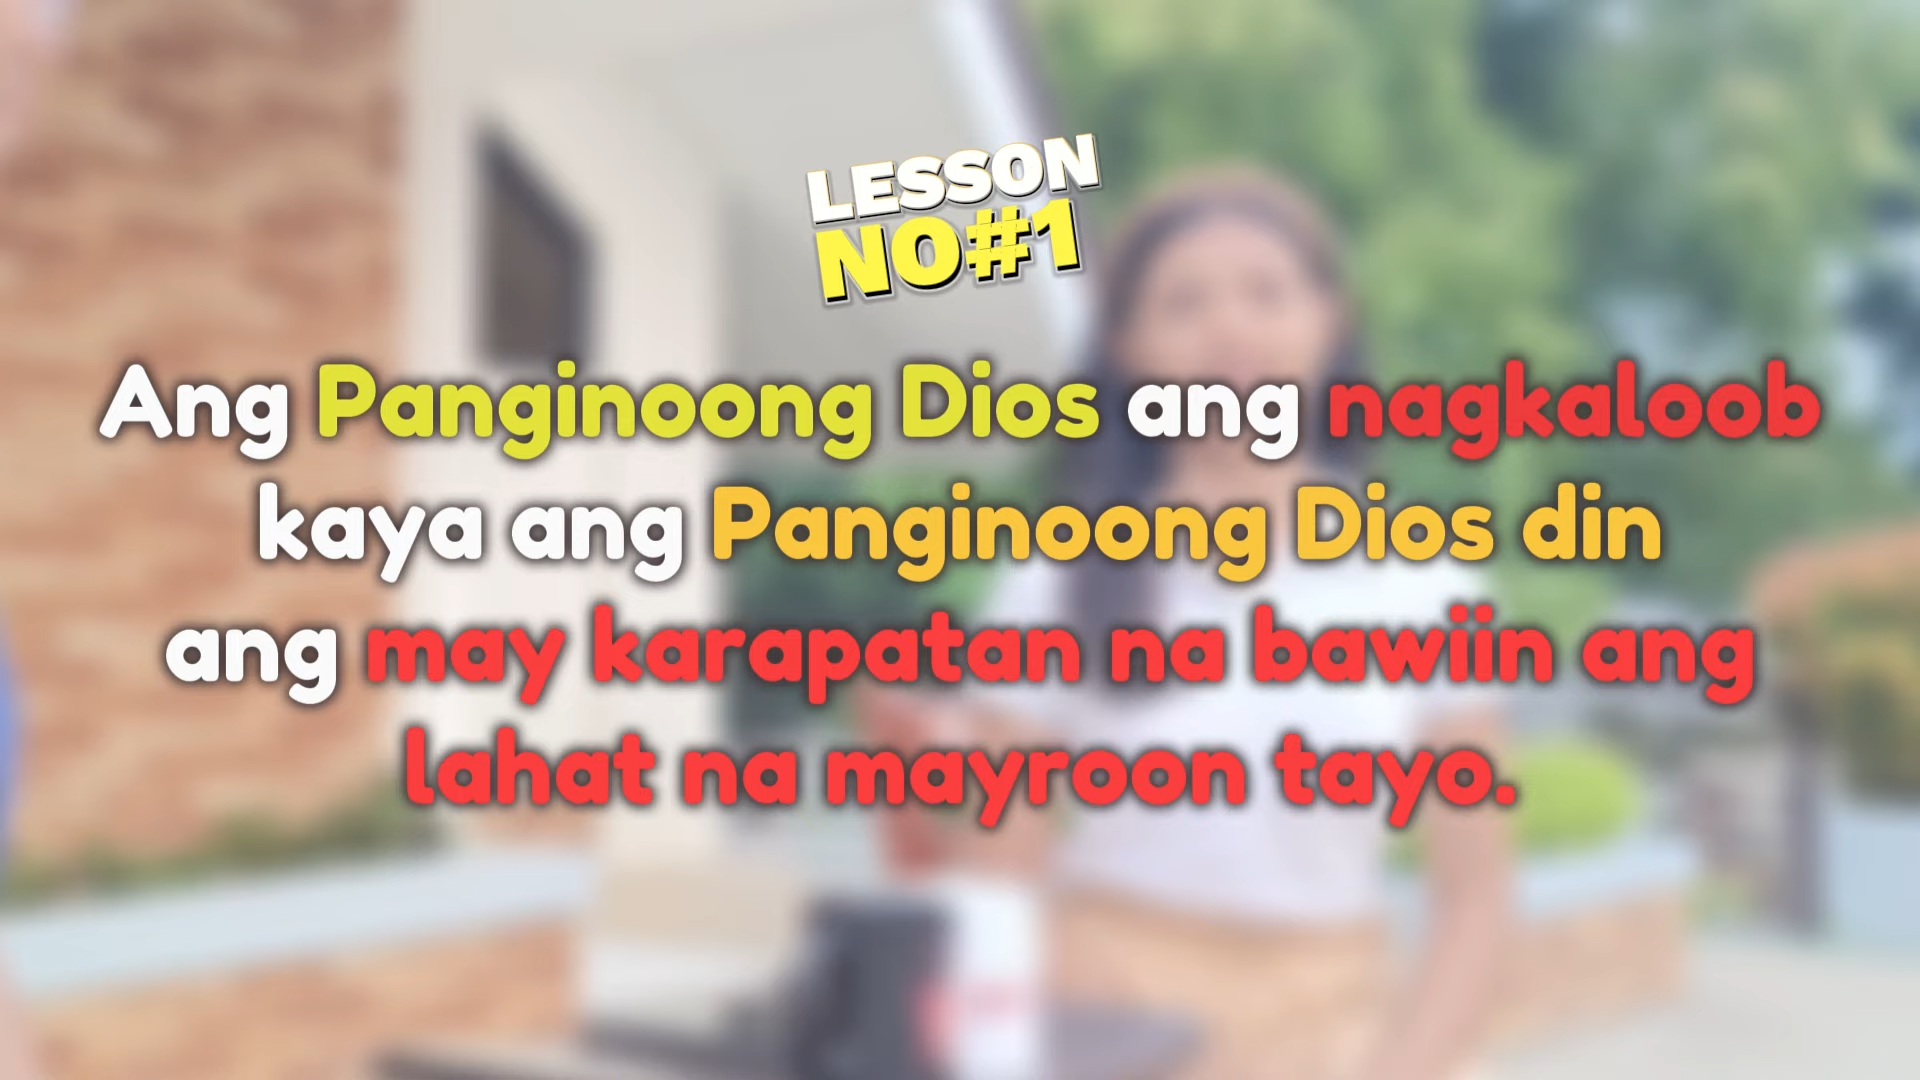 LESSON
NO#1
Ang Panginoong Dios ang nagkaloob
kaya ang Panginoong Dios din
ang may karapatan na bawiin ang
lahat na mayroon tayo.